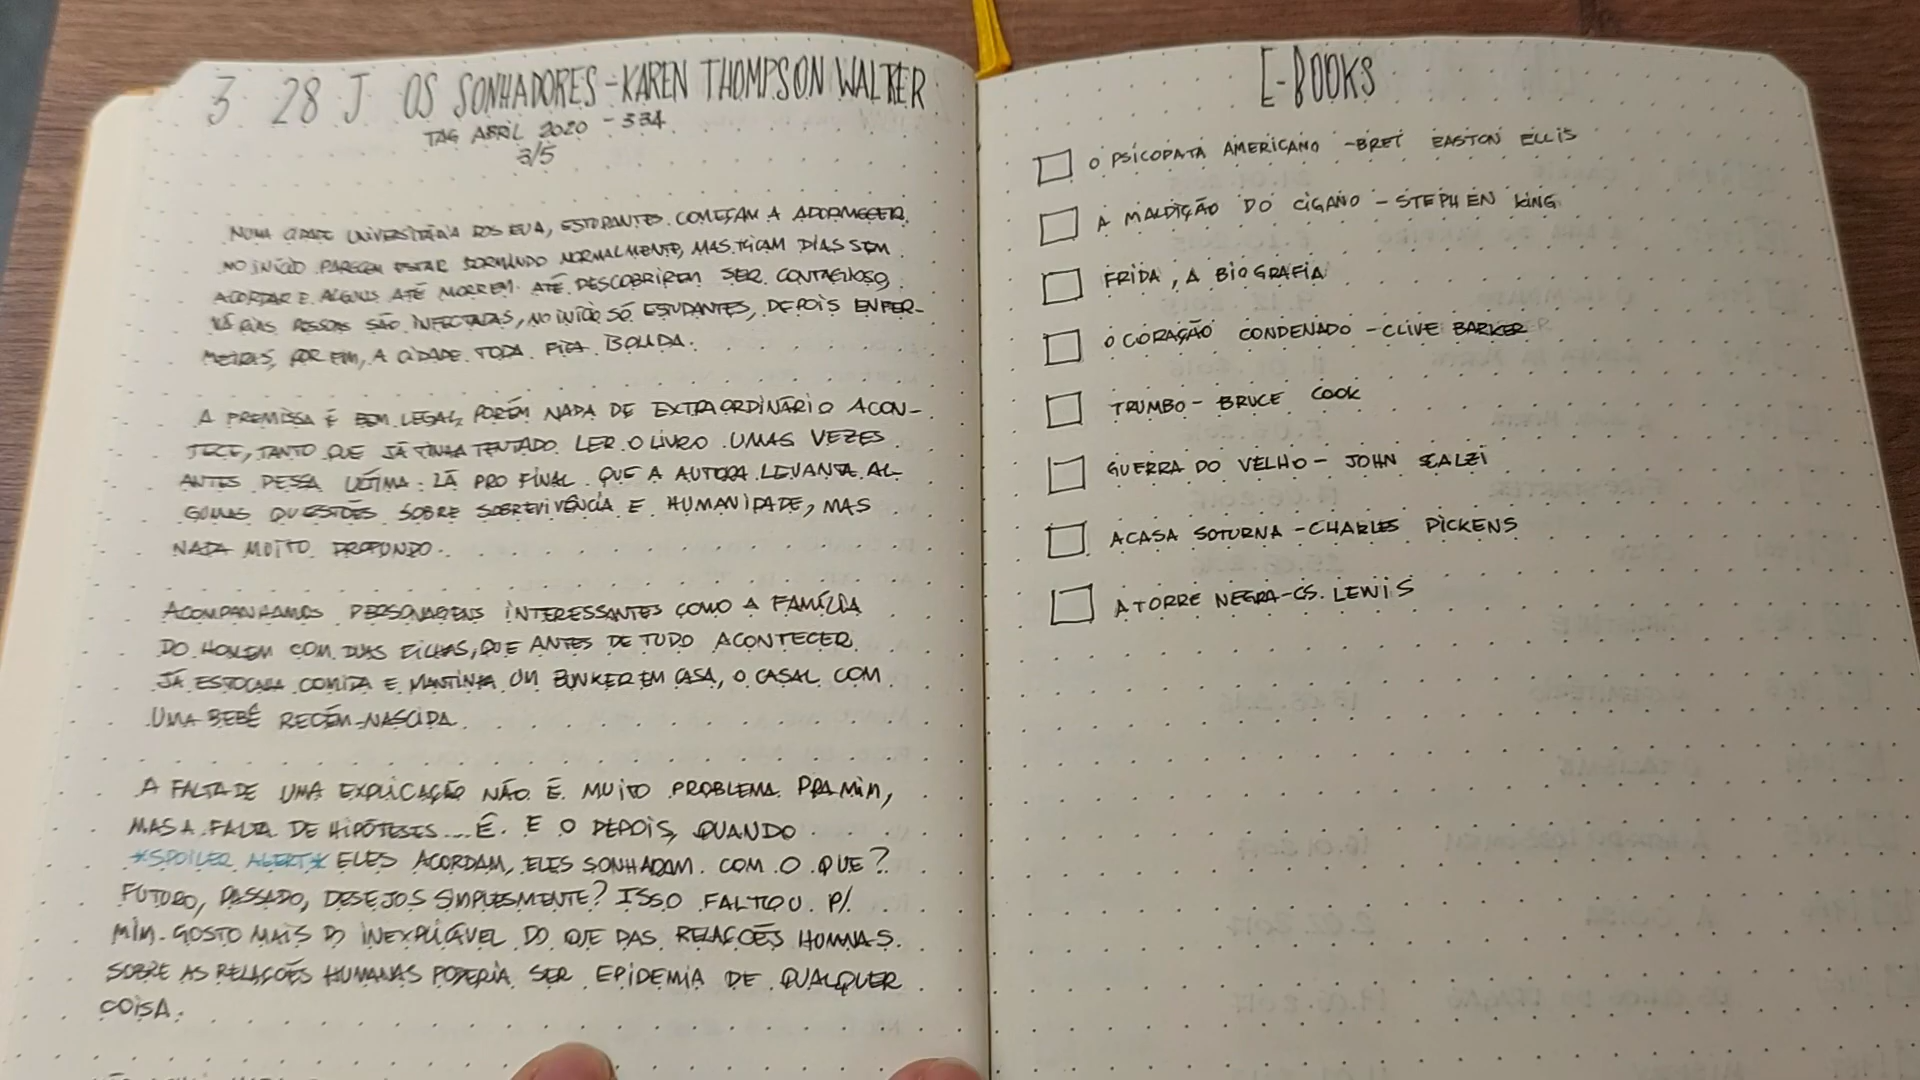 3 28 J OS SONHADORES - KAREN THOMPSON WALKER
TAG ABRIL 2020 - 334
3/5
NUMA CIDADE UNIVERSITÁRIA DOS EUA, ESTUDANTES COMEÇAM A ADORMECER.
NO INÍCIO PARECEM ESTAR DORMINDO NORMALMENTE, MAS FICAM DIAS SEM
ACORDAR E ALGUNS ATÉ MORREM. ATÉ DESCOBRIREM SER CONTAGIOSO,
VÁRIAS PESSOAS SÃO INFECTADAS, NO INÍCIO SÓ ESTUDANTES, DEPOIS ENFER-
MEIRAS, POR FIM, A CIDADE TODA FICA BOLADA.
A PREMISSA É BEM LEGAL, PORÉM NADA DE EXTRAORDINÁRIO ACON-
TECE, TANTO QUE JÁ TINHA TENTADO LER O LIVRO UMAS VEZES
ANTES DESSA ÚLTIMA. LÁ PRO FINAL QUE A AUTORA LEVANTA AL-
GUMAS QUESTÕES SOBRE SOBREVIVÊNCIA E HUMANIDADE, MAS
NADA MUITO PROFUNDO.
ACOMPANHAMOS PERSONAGENS INTERESSANTES COMO A FAMÍLIA
DO HOMEM COM DUAS FILHAS, QUE ANTES DE TUDO ACONTECER
JÁ ESTOCAVA COMIDA E MANTINHA UM BUNKER EM CASA, O CASAL COM
UMA BEBÊ RECÉM-NASCIDA.
A FALTA DE UMA EXPLICAÇÃO NÃO É MUITO PROBLEMA PRA MIM,
MAS A FALTA DE HIPÓTESES... É. E O DEPOIS, QUANDO
*SPOILER ALERT* ELES ACORDAM, ELES SONHARAM COM O QUE?
FUTURO, PASSADO, DESEJOS SIMPLESMENTE? ISSO FALTOU P/
MIM. GOSTO MAIS DO INEXPLICÁVEL DO QUE DAS RELAÇÕES HUMNAS.
SOBRE AS RELAÇÕES HUMANAS PODERIA SER EPIDEMIA DE QUALQUER
COISA.
E-BOOKS
O PSICOPATA AMERICANO - BRET EASTON ELLIS
A MALDIÇÃO DO CIGANO - STEPHEN KING
FRIDA, A BIOGRAFIA
O CORAÇÃO CONDENADO - CLIVE BARKER
TRUMBO - BRUCE COOK
GUERRA DO VELHO - JOHN SCALZI
A CASA SOTURNA - CHARLES DICKENS
A TORRE NEGRA - CS. LEWIS